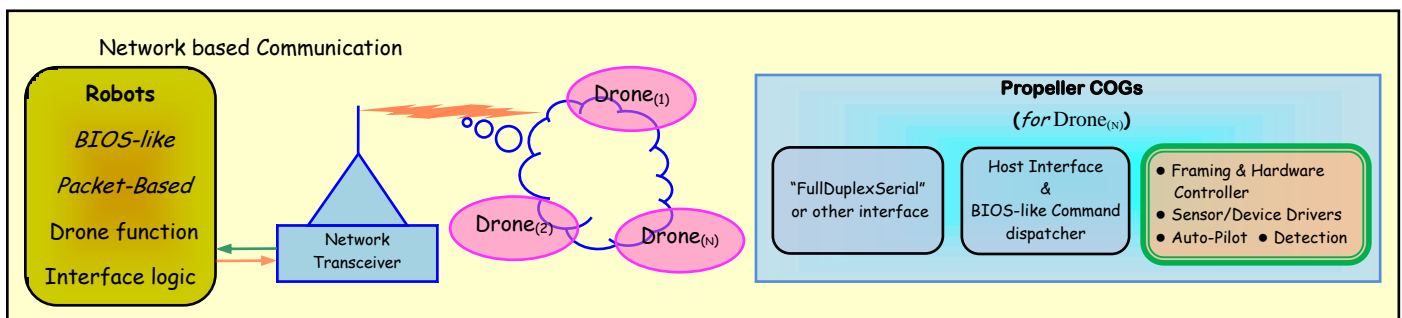 Network based Communication
Robots
BIOS-like
Packet-Based
Drone function
Interface logic
Network
Transceiver
Drone(1)
Drone(2)
Drone(N)
Propeller COGs
(for Drone(N))
“FullDuplexSerial”
or other interface
Host Interface
&
BIOS-like Command
dispatcher
● Framing & Hardware
Controller
● Sensor/Device Drivers
● Auto-Pilot ● Detection